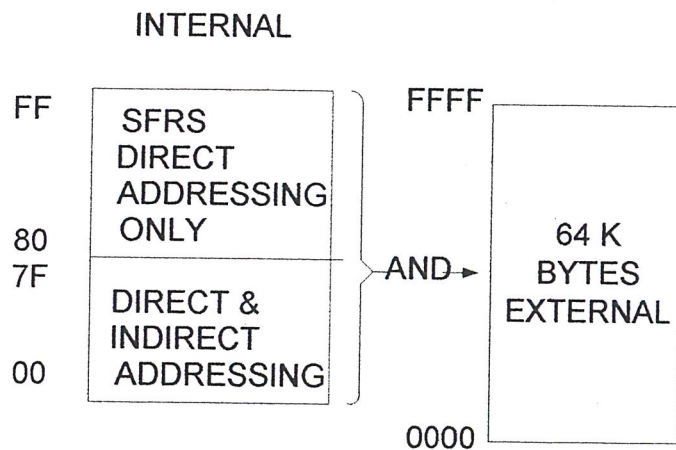 INTERNAL
FF
SFRS
DIRECT
ADDRESSING
ONLY
80
7F
DIRECT &
INDIRECT
ADDRESSING
00
AND
FFFF
64 K
BYTES
EXTERNAL
0000